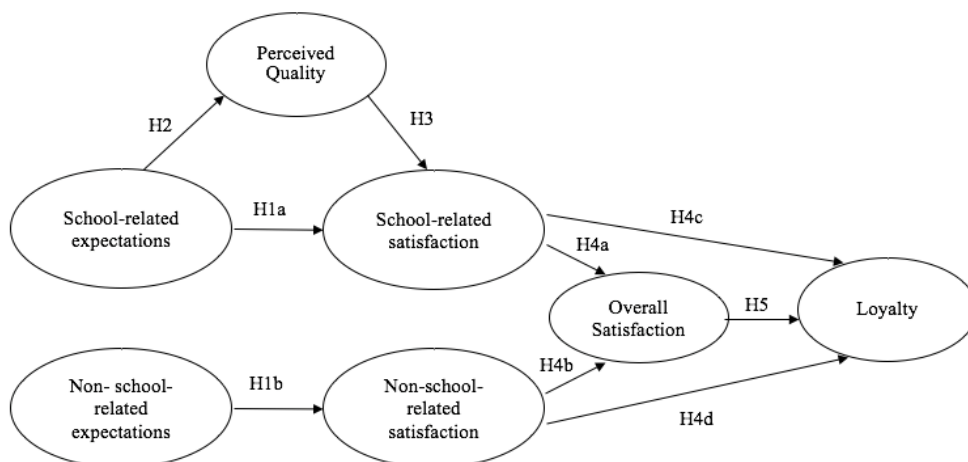 Perceived
Quality
H2
H3
School-related
expectations
H1a
School-related
satisfaction
H4c
H4a
Overall
Satisfaction
H5
Loyalty
Non- school-
related
expectations
H1b
Non-school-
related
satisfaction
H4b
H4d